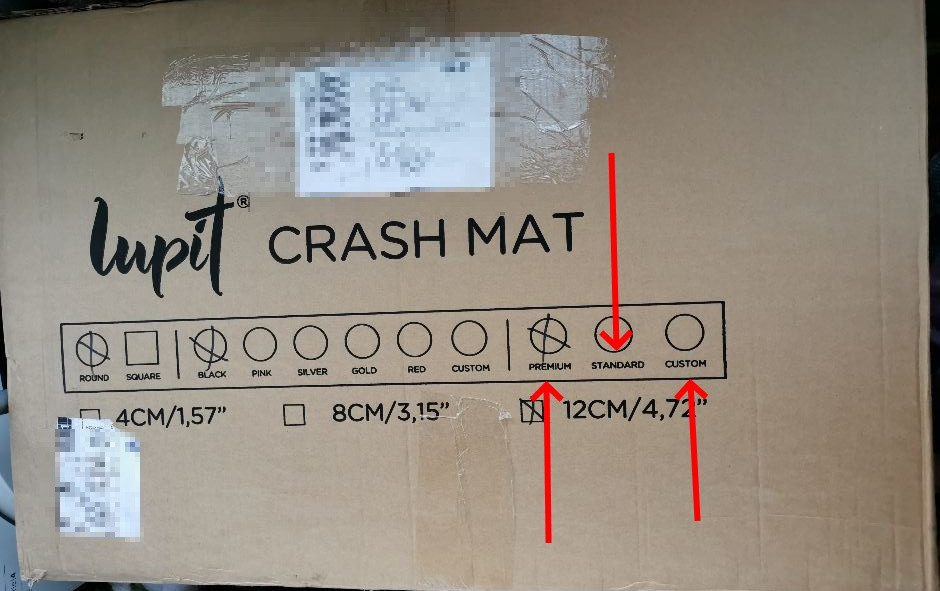 lupit® CRASH MAT
ROUND SQUARE BLACK PINK SILVER GOLD RED CUSTOM PREMIUM STANDARD CUSTOM
4CM/1,57” 8CM/3,15” 12CM/4,72”